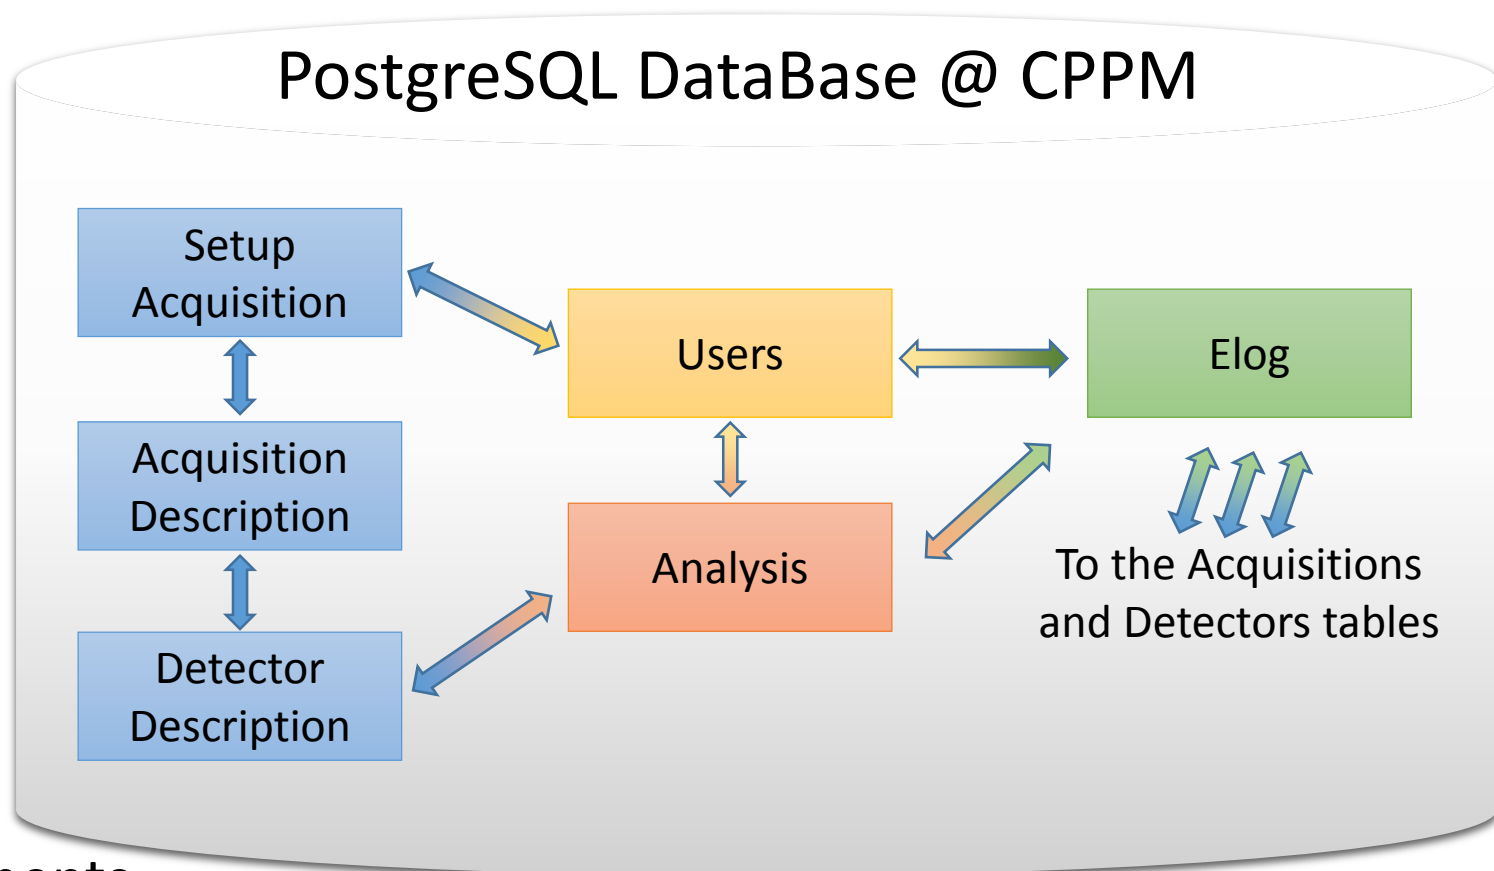 PostgreSQL DataBase @ CPPM
Setup
Acquisition
Users
Elog
Acquisition
Description
Analysis
To the Acquisitions
and Detectors tables
Detector
Description